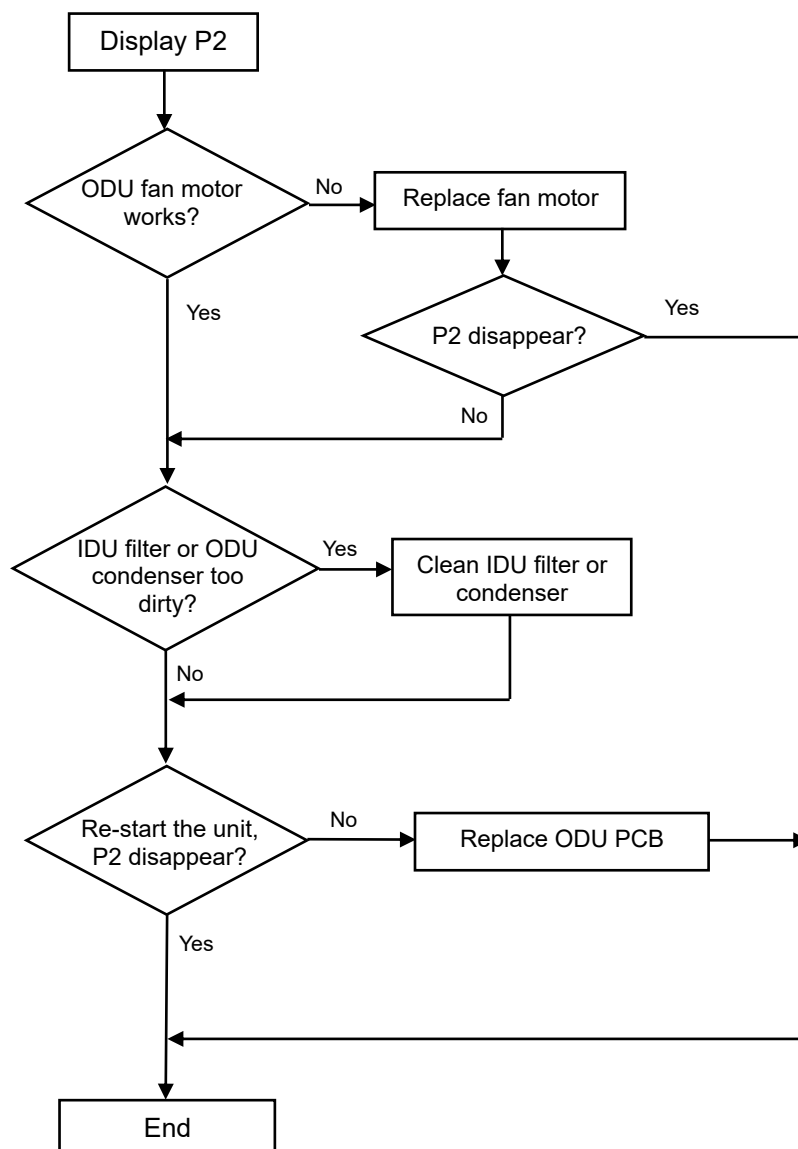 Display P2
ODU fan motor
works?
No
Replace fan motor
Yes
P2 disappear?
Yes
No
IDU filter or ODU
condenser too
dirty?
Yes
Clean IDU filter or
condenser
No
Re-start the unit,
P2 disappear?
No
Replace ODU PCB
Yes
End